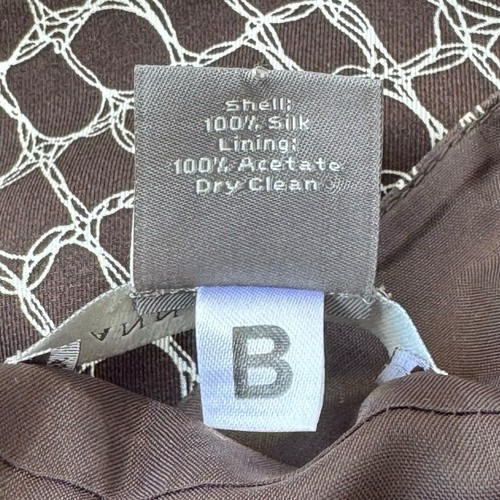 Shell:
100% Silk
Lining:
100% Acetate
Dry Clean
B